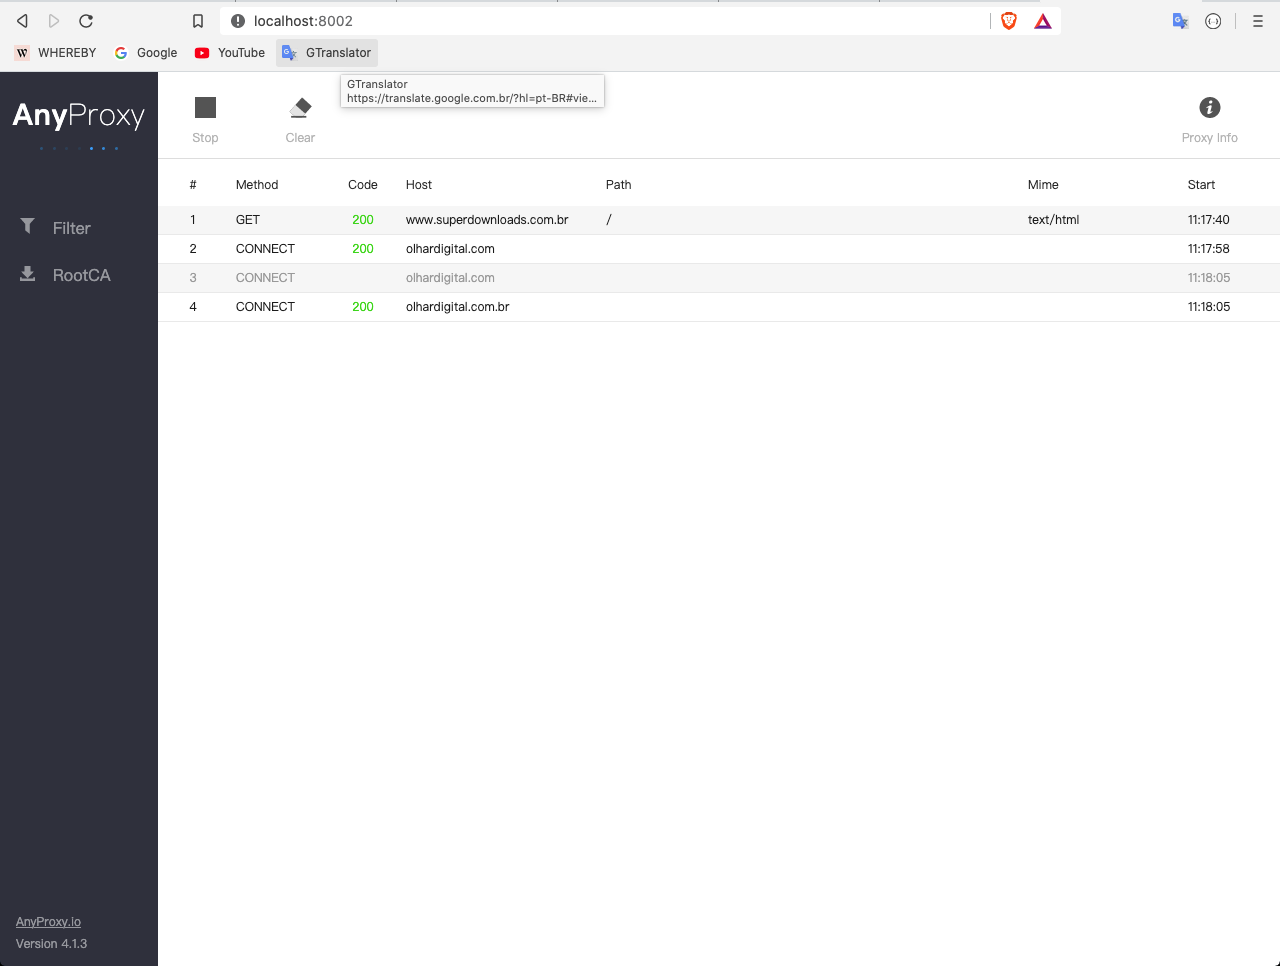 localhost:8002
WHEREBY Google YouTube GTranslator
GTranslator
https://translate.google.com.br/?hl=pt-BR#vie...
AnyProxy
Stop Clear Proxy Info
Filter
RootCA
# Method Code Host Path Mime Start
1 GET 200 www.superdownloads.com.br / text/html 11:17:40
2 CONNECT 200 olhardigital.com 11:17:58
3 CONNECT olhardigital.com 11:18:05
4 CONNECT 200 olhardigital.com.br 11:18:05
AnyProxy.io
Version 4.1.3